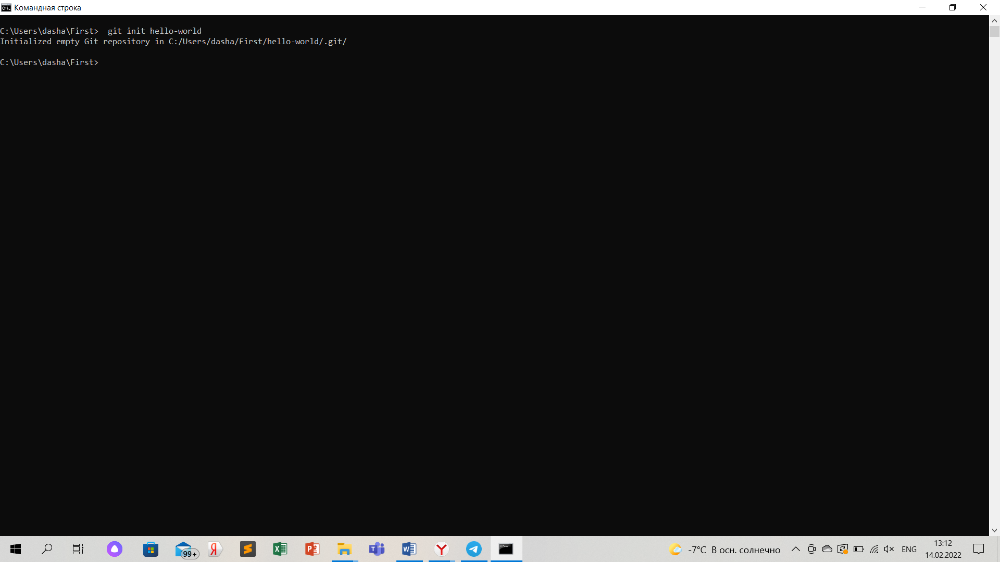 Командная строка
C:\Users\dasha\First>  git init hello-world
Initialized empty Git repository in C:/Users/dasha/First/hello-world/.git/
C:\Users\dasha\First>
99+
-7°C В осн. солнечно
ENG
13:12
14.02.2022